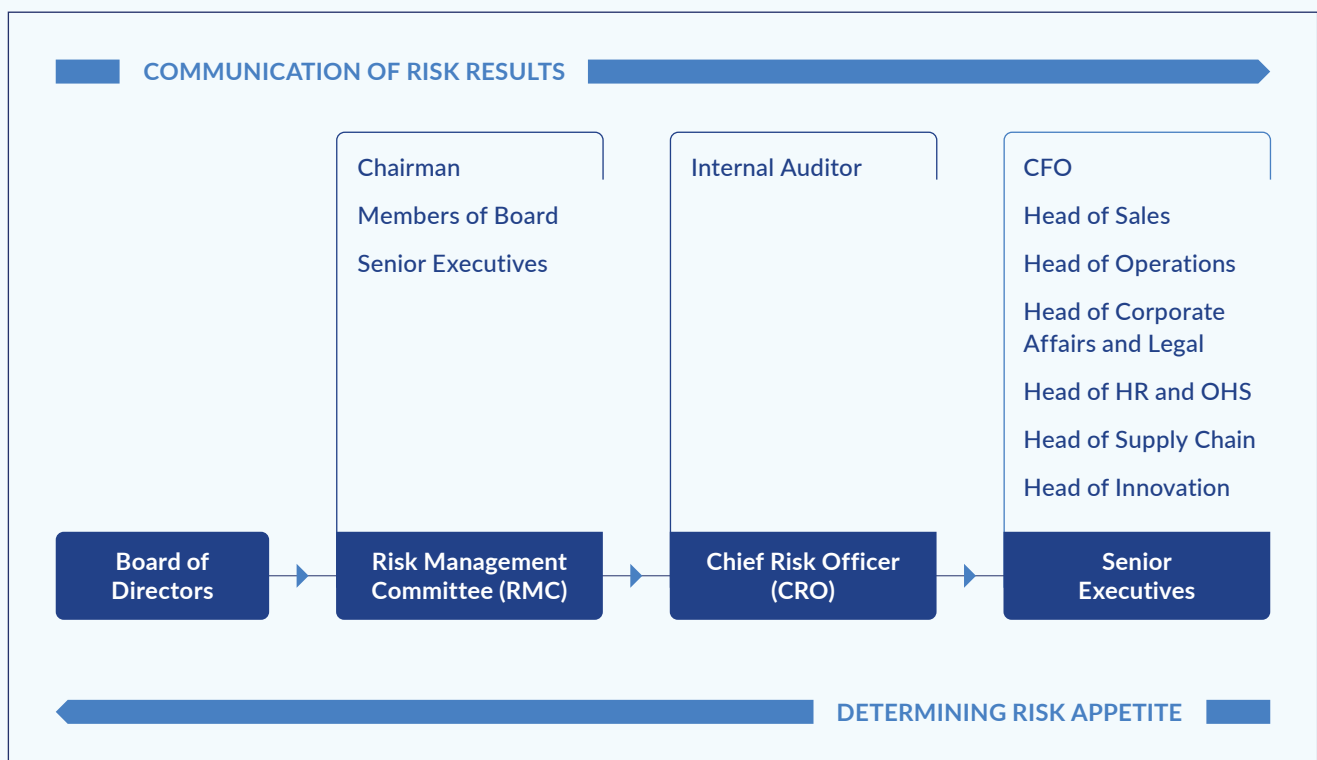 COMMUNICATION OF RISK RESULTS
Chairman
Members of Board
Senior Executives
Internal Auditor
CFO
Head of Sales
Head of Operations
Head of Corporate
Affairs and Legal
Head of HR and OHS
Head of Supply Chain
Head of Innovation
Board of
Directors
Risk Management
Committee (RMC)
Chief Risk Officer
(CRO)
Senior
Executives
DETERMINING RISK APPETITE